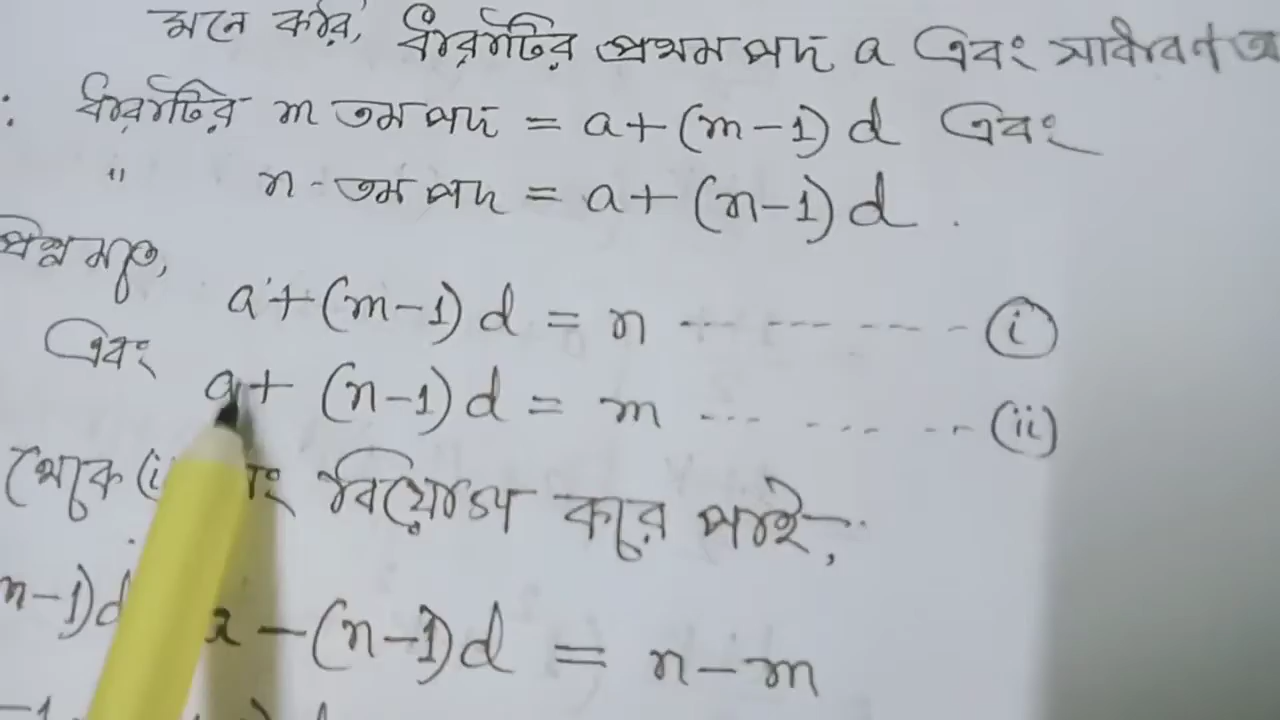 মনে করি, ধারাটির প্রথম পদ a এবং সাধারণ অ
: ধারাটির m তম পদ = a+(m-1)d এবং
" n-তম পদ = a+(n-1)d.
প্রশ্নমতে,
a+(m-1)d = n --- --- --- (i)
এবং a+(n-1)d = m --- --- --- (ii)
থেকে (i বিয়োগ করে পাই,
n-1)d - (n-1)d = n-m